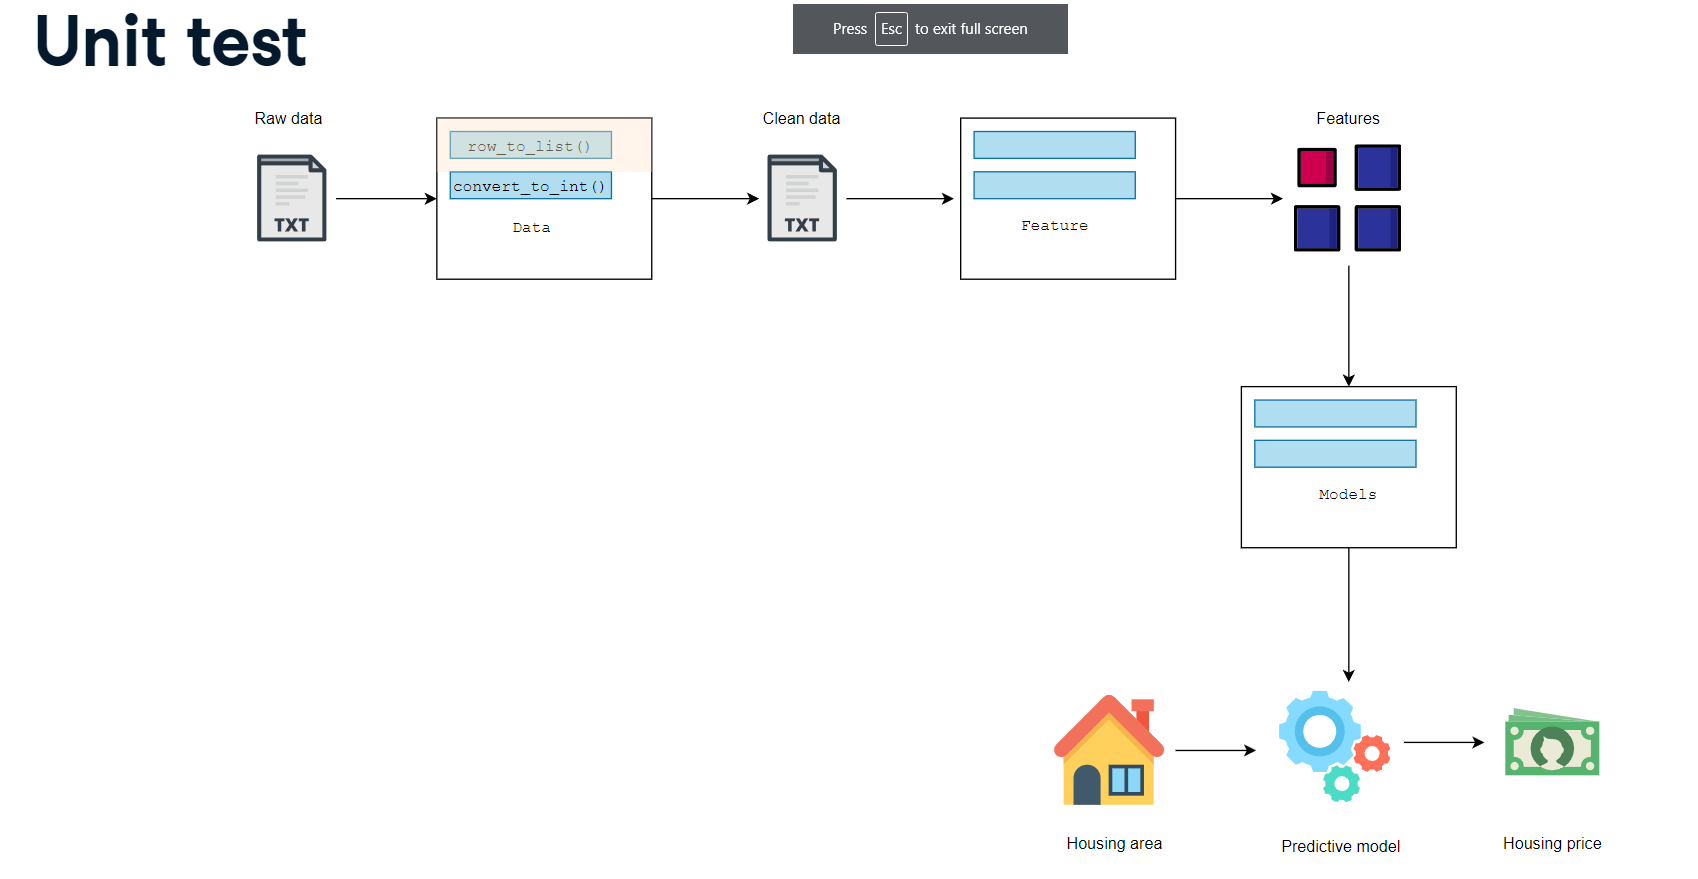 Unit test
Press Esc to exit full screen
Raw data
Clean data
Features
row_to_list()
convert_to_int()
TXT
TXT
Data
Feature
Models
Housing area
Predictive model
Housing price